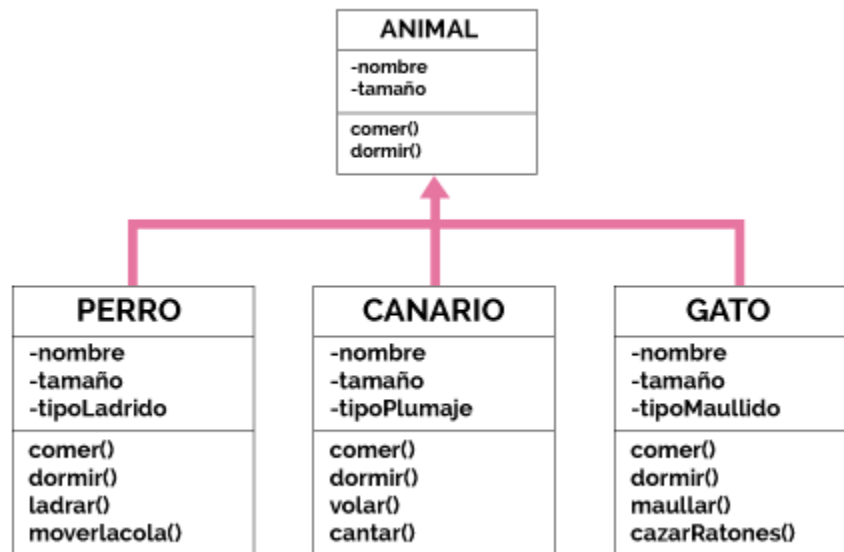 ANIMAL
-nombre
-tamaño
comer()
dormir()
PERRO
-nombre
-tamaño
-tipoLadrido
comer()
dormir()
ladrar()
moverlacola()
CANARIO
-nombre
-tamaño
-tipoPlumaje
comer()
dormir()
volar()
cantar()
GATO
-nombre
-tamaño
-tipoMaullido
comer()
dormir()
maullar()
cazarRatones()